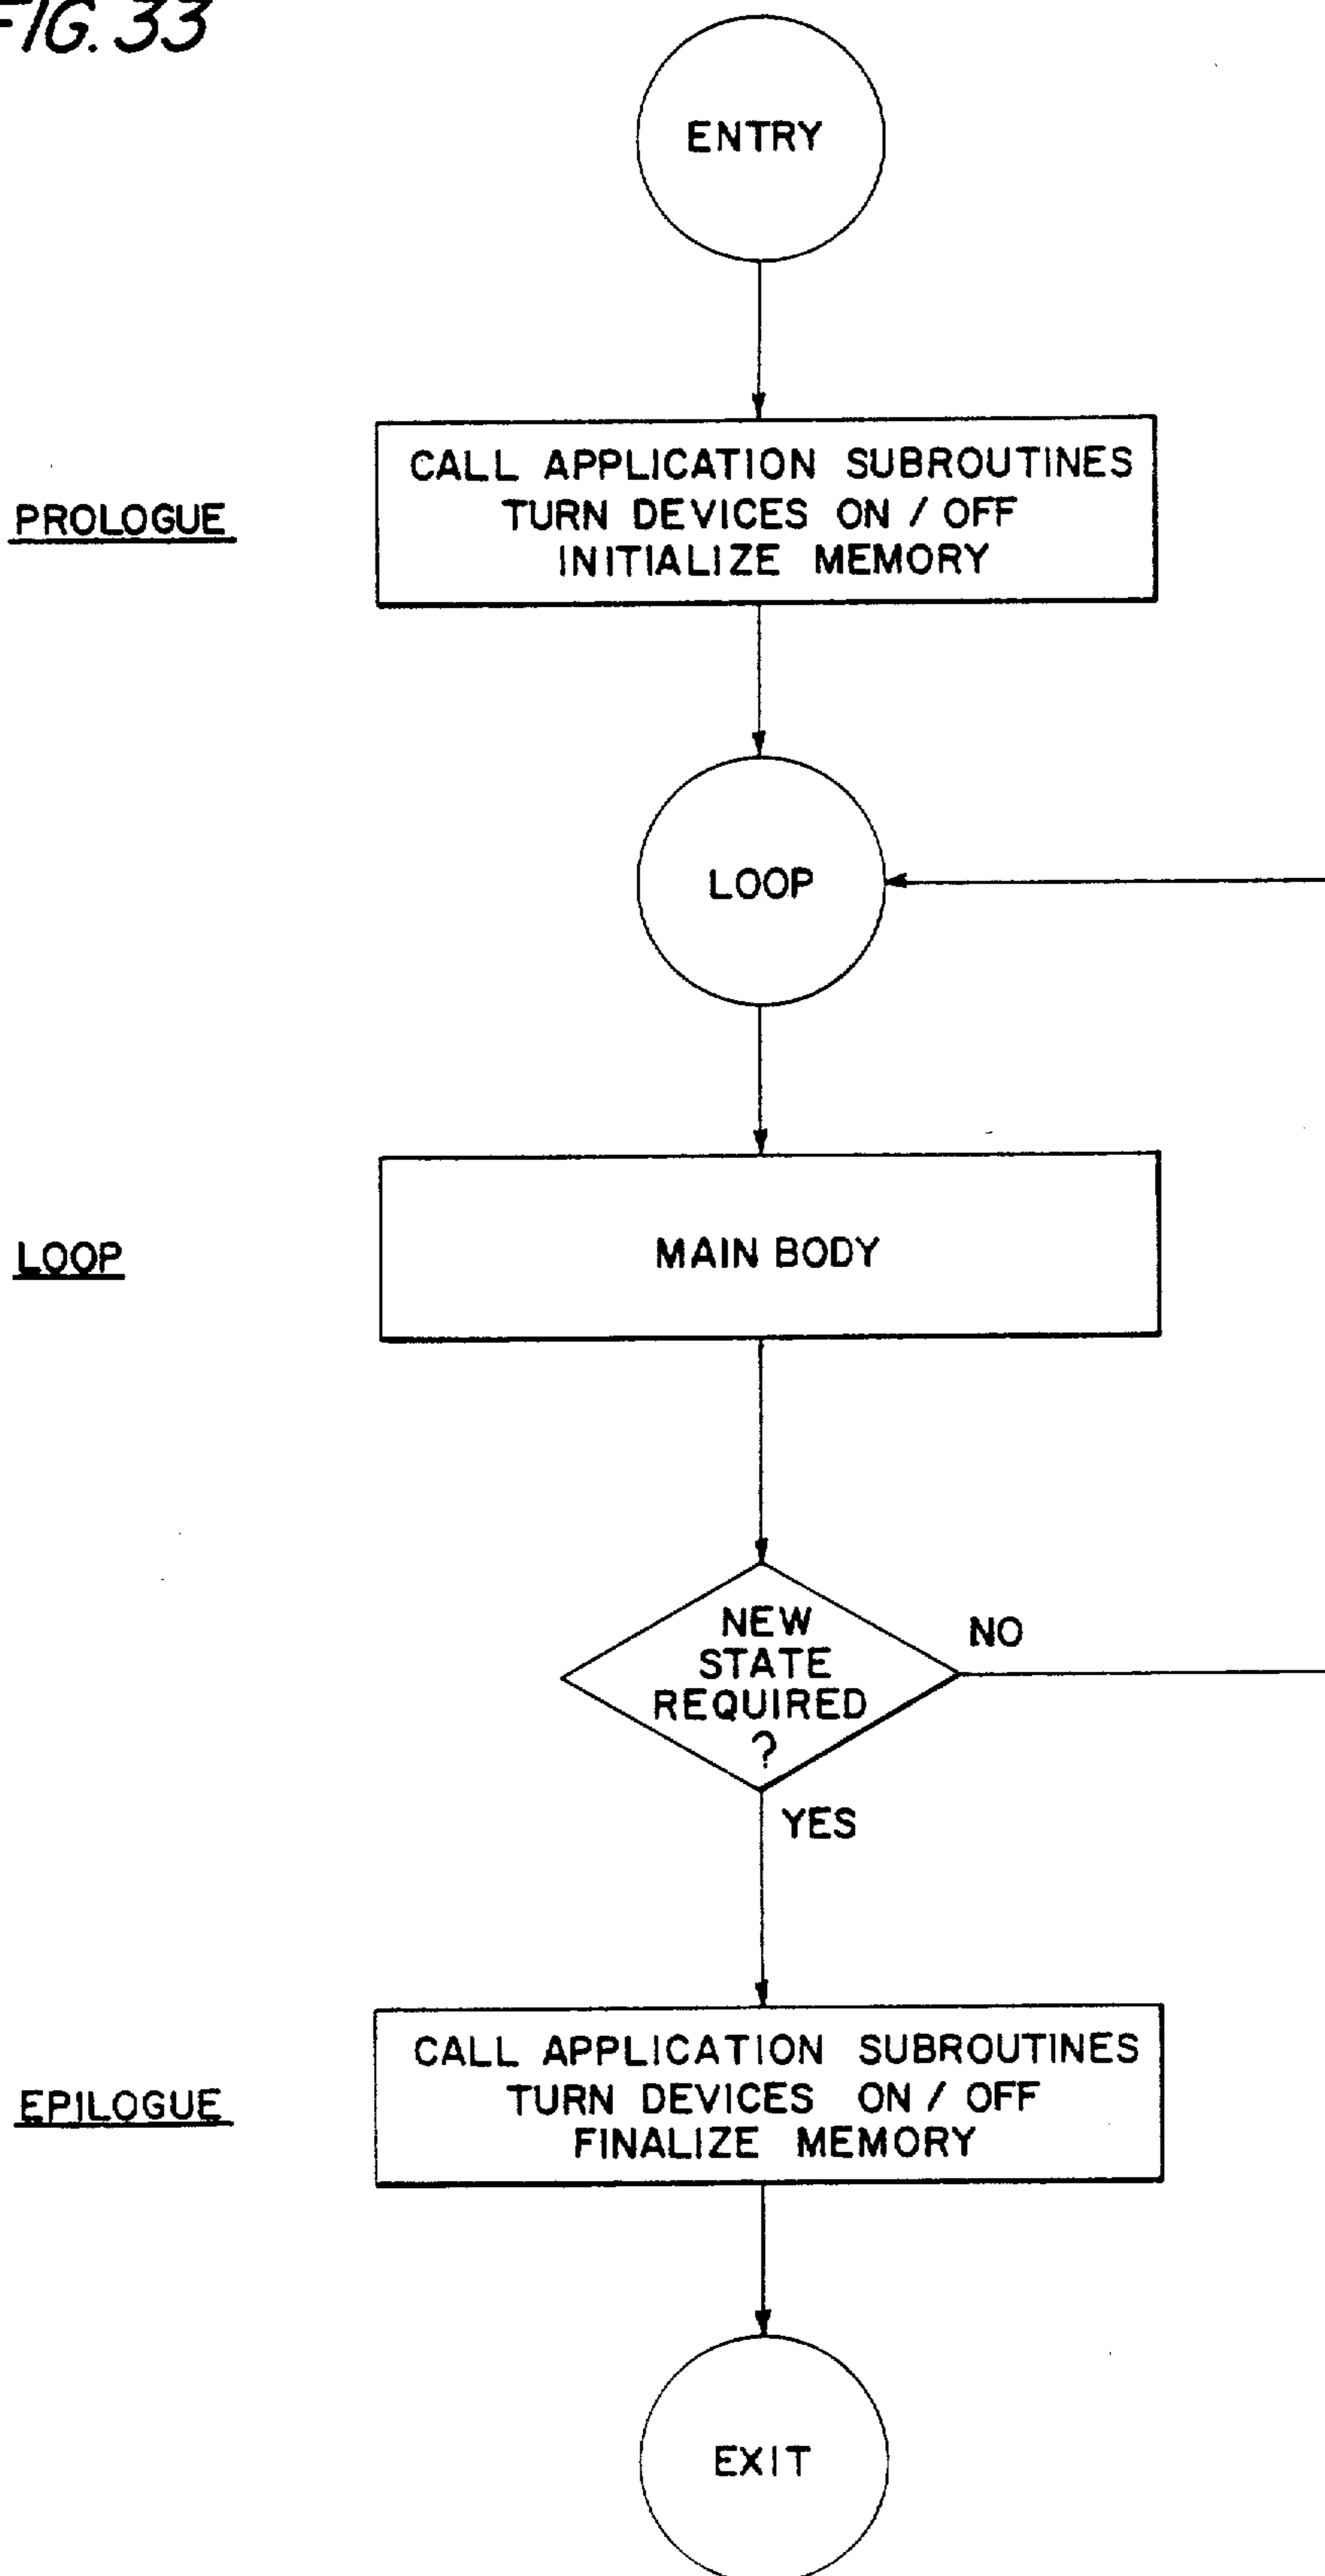 FIG. 33
ENTRY
PROLOGUE
CALL APPLICATION SUBROUTINES
TURN DEVICES ON / OFF
INITIALIZE MEMORY
LOOP
LOOP
MAIN BODY
NEW
STATE
REQUIRED
?
NO
YES
EPILOGUE
CALL APPLICATION SUBROUTINES
TURN DEVICES ON / OFF
FINALIZE MEMORY
EXIT